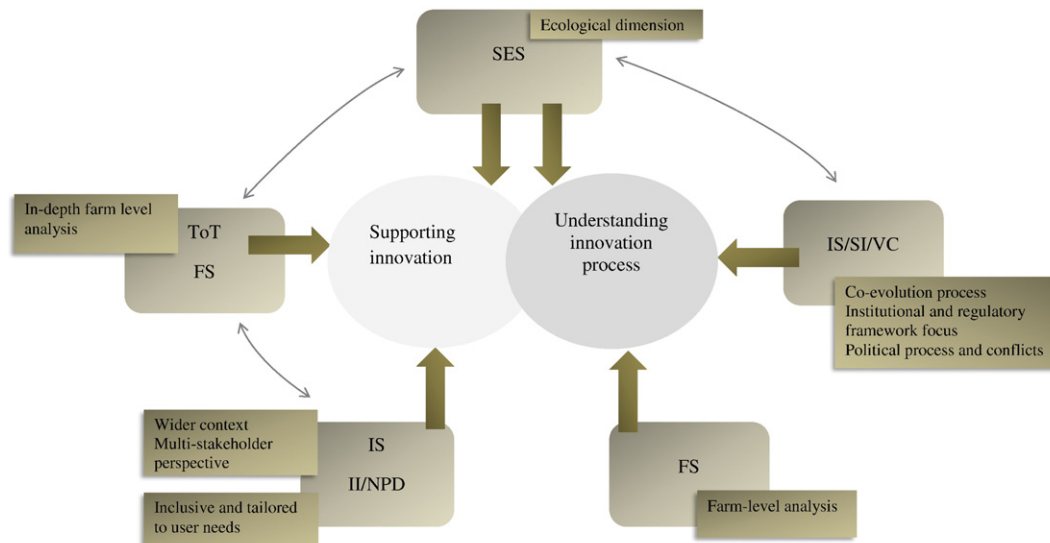 Ecological dimension
SES
In-depth farm level
analysis
ToT
FS
Supporting
innovation
Understanding
innovation
process
IS/SI/VC
Co-evolution process
Institutional and regulatory
framework focus
Political process and conflicts
Wider context
Multi-stakeholder
perspective
IS
II/NPD
Inclusive and tailored
to user needs
FS
Farm-level analysis